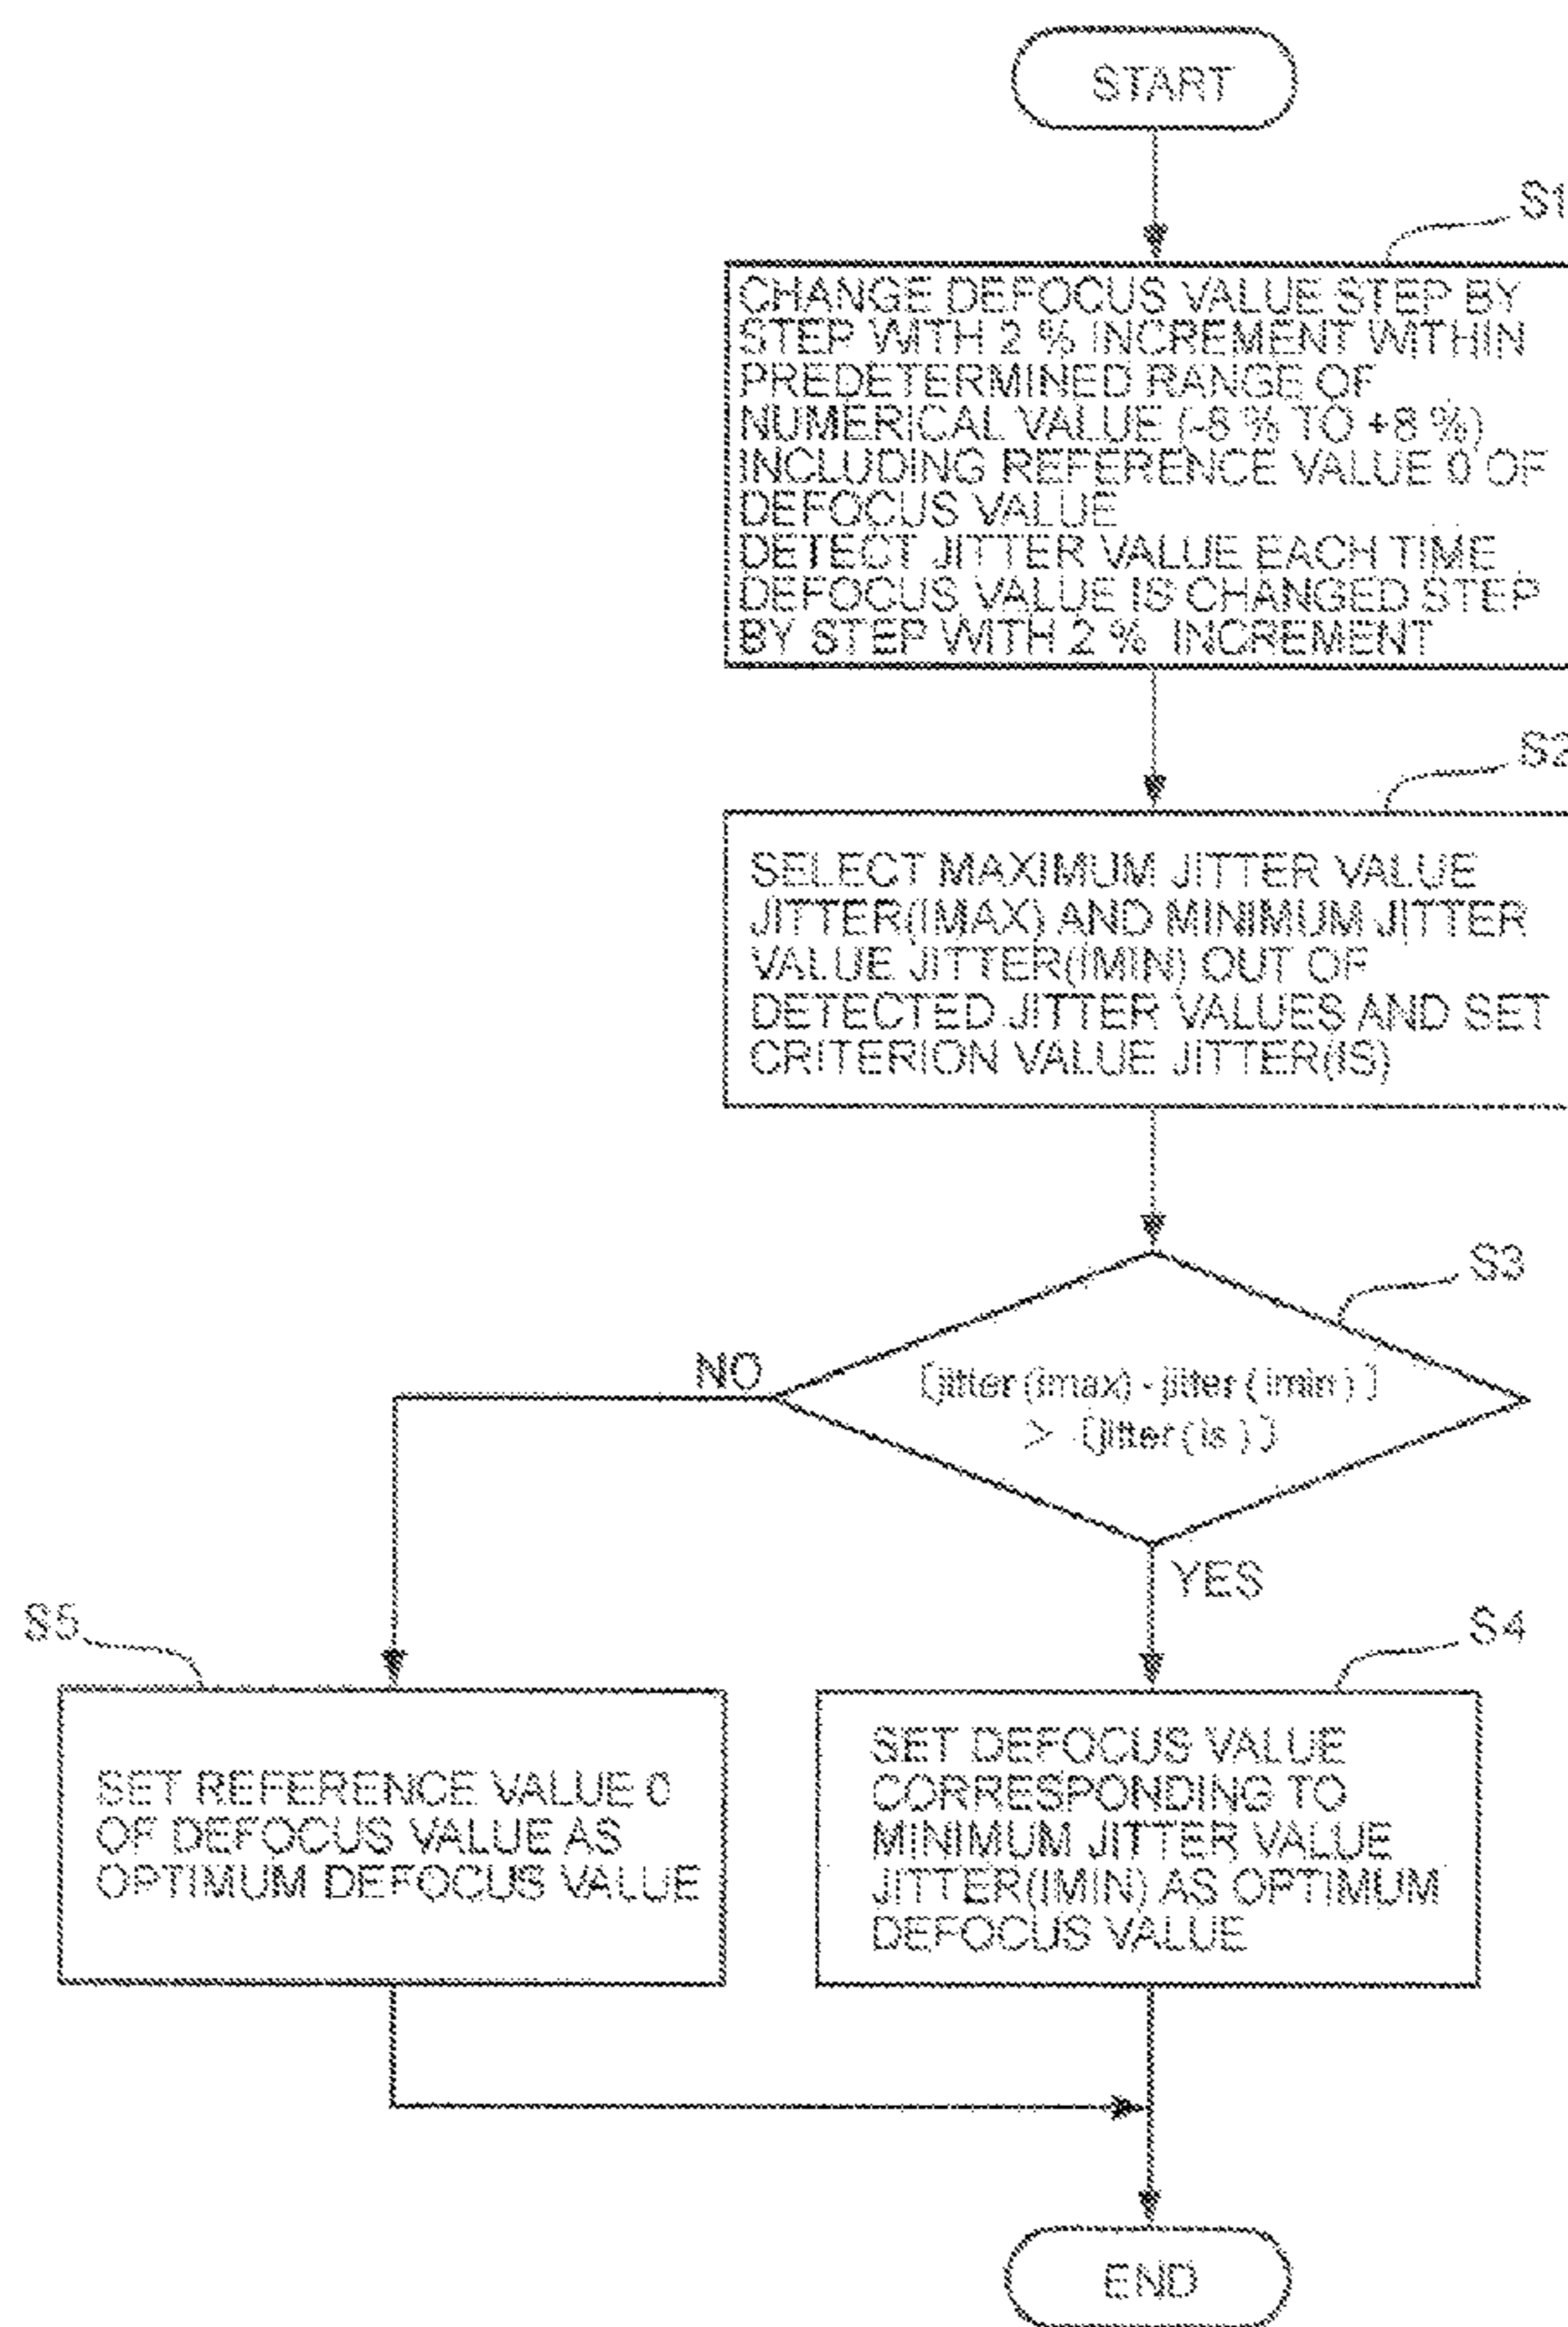 START
S1
CHANGE DEFOCUS VALUE STEP BY
STEP WITH 2 % INCREMENT WITHIN
PREDETERMINED RANGE OF
NUMERICAL VALUE (-8 % TO +8 %)
INCLUDING REFERENCE VALUE 0 OF
DEFOCUS VALUE
DETECT JITTER VALUE EACH TIME
DEFOCUS VALUE IS CHANGED STEP
BY STEP WITH 2 % INCREMENT
S2
SELECT MAXIMUM JITTER VALUE
JITTER(IMAX) AND MINIMUM JITTER
VALUE JITTER(IMIN) OUT OF
DETECTED JITTER VALUES AND SET
CRITERION VALUE JITTER(IS)
S3
[jitter (imax) - jitter ( imin ) ]
> [jitter ( is ) ]
NO
YES
S5
SET REFERENCE VALUE 0
OF DEFOCUS VALUE AS
OPTIMUM DEFOCUS VALUE
S4
SET DEFOCUS VALUE
CORRESPONDING TO
MINIMUM JITTER VALUE
JITTER(IMIN) AS OPTIMUM
DEFOCUS VALUE
END